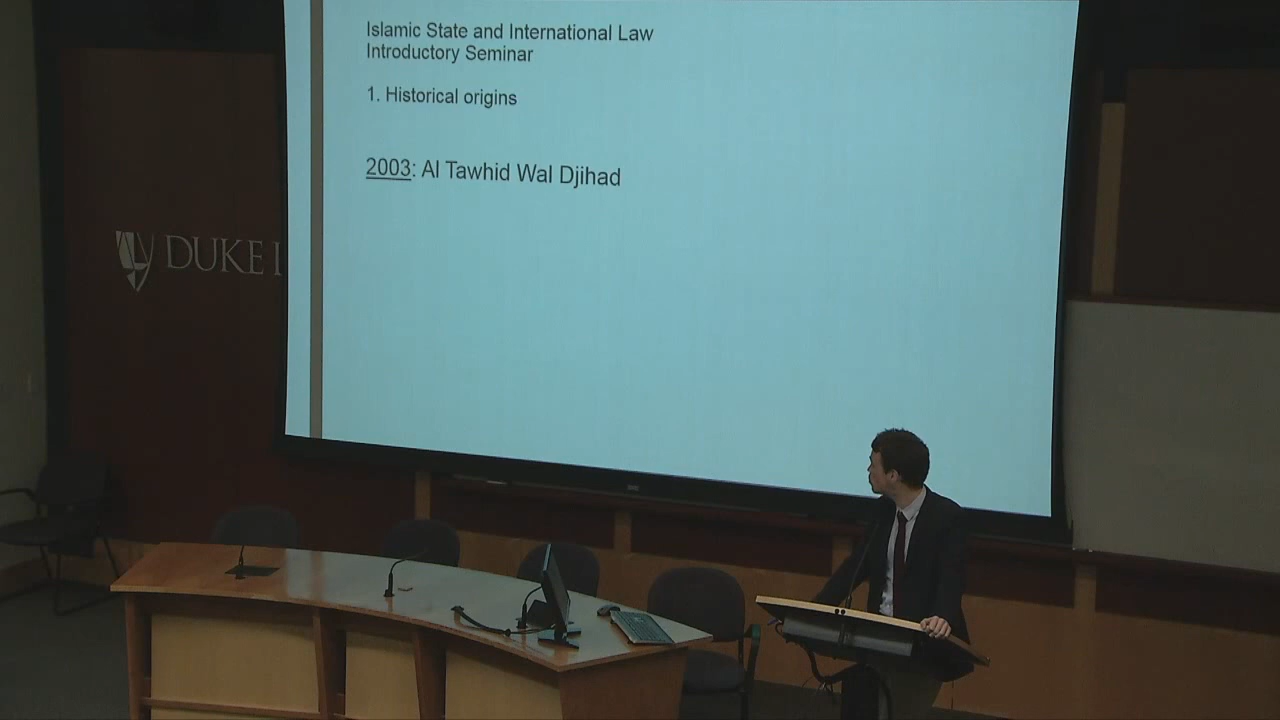 Islamic State and International Law
Introductory Seminar
1. Historical origins
2003: Al Tawhid Wal Djihad
DUKE